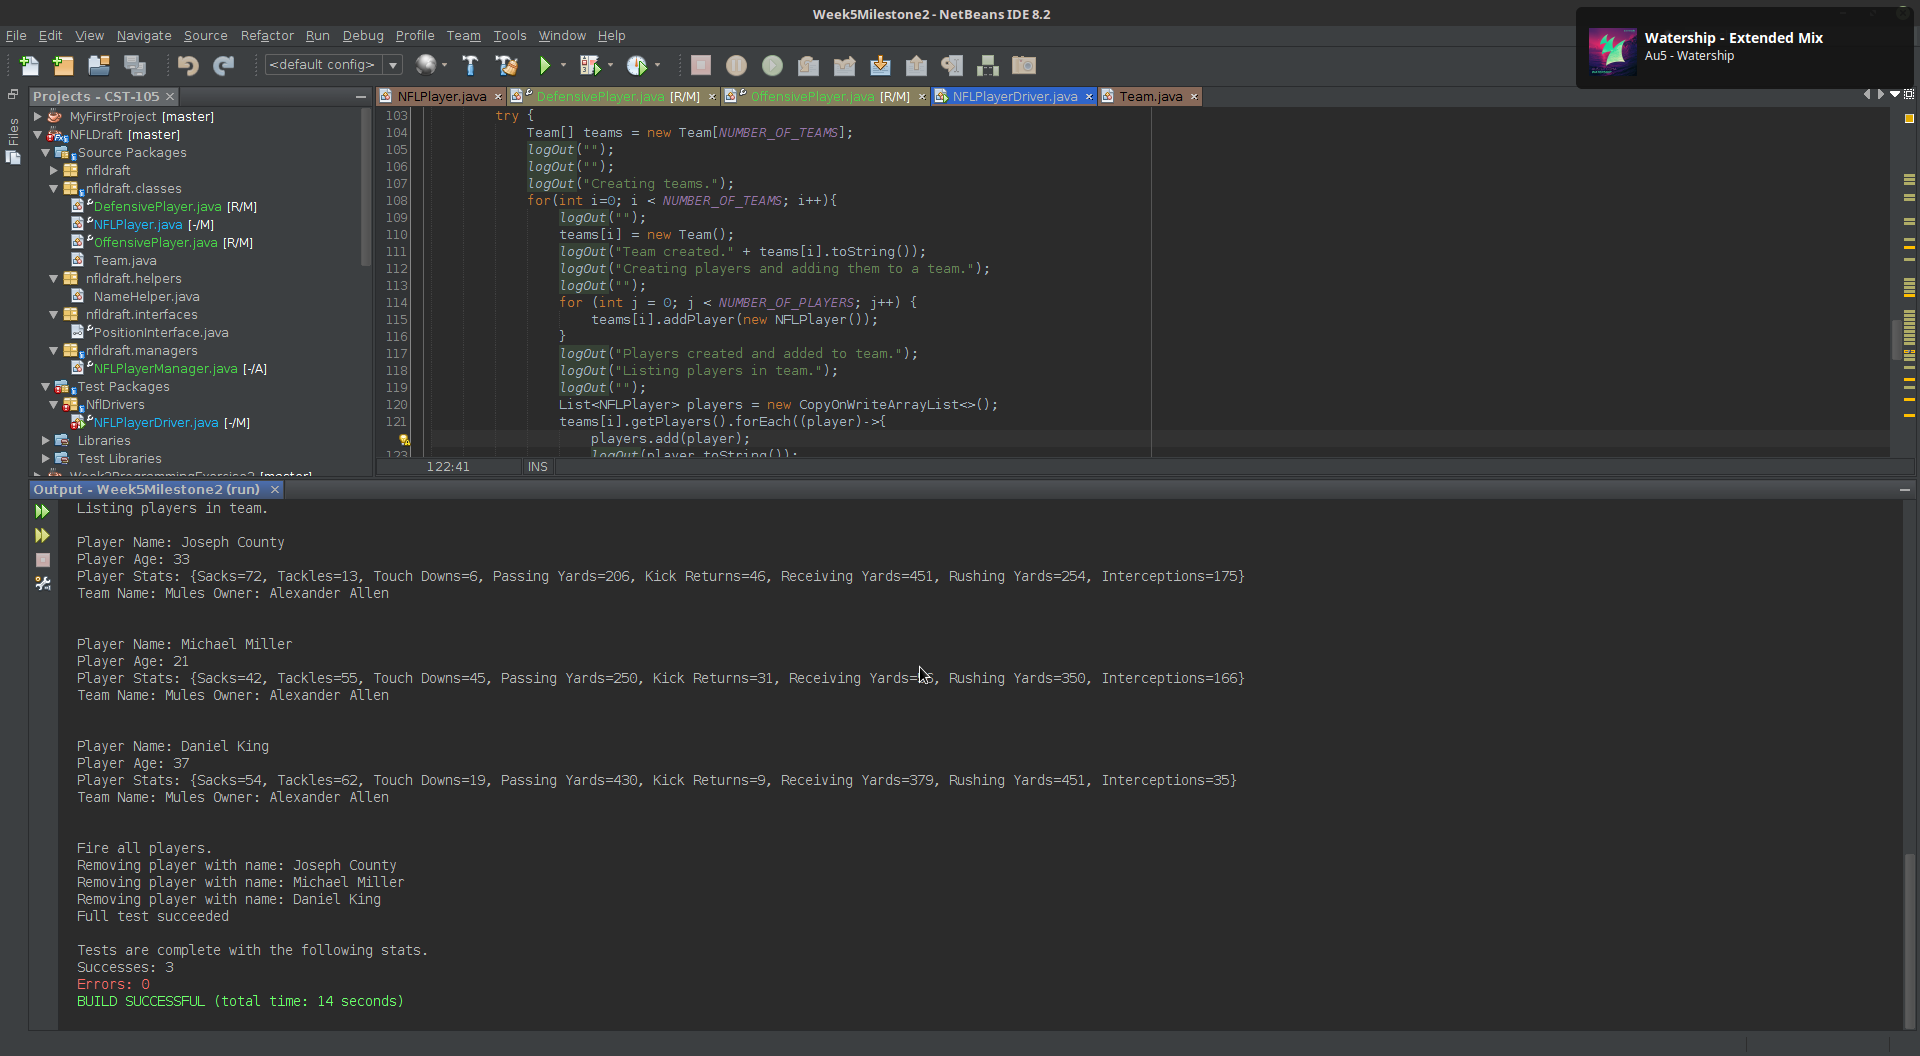 Week5Milestone2 - NetBeans IDE 8.2
File Edit View Navigate Source Refactor Run Debug Profile Team Tools Window Help
Watership - Extended Mix
Au5 - Watership
<default config>
Projects - CST-105
Files
MyFirstProject [master]
NFLDraft [master]
Source Packages
nfldraft
nfldraft.classes
DefensivePlayer.java [R/M]
NFLPlayer.java [-/M]
OffensivePlayer.java [R/M]
Team.java
nfldraft.helpers
NameHelper.java
nfldraft.interfaces
PositionInterface.java
nfldraft.managers
NFLPlayerManager.java [-/A]
Test Packages
NflDrivers
NFLPlayerDriver.java [-/M]
Libraries
Test Libraries
Week2ProgrammingExercise2 [master]
NFLPlayer.java DefensivePlayer.java [R/M] OffensivePlayer.java [R/M] NFLPlayerDriver.java Team.java
103 try {
104 Team[] teams = new Team[NUMBER_OF_TEAMS];
105 logOut("");
106 logOut("");
107 logOut("Creating teams.");
108 for(int i=0; i < NUMBER_OF_TEAMS; i++){
109 logOut("");
110 teams[i] = new Team();
111 logOut("Team created." + teams[i].toString());
112 logOut("Creating players and adding them to a team.");
113 logOut("");
114 for (int j = 0; j < NUMBER_OF_PLAYERS; j++) {
115 teams[i].addPlayer(new NFLPlayer());
116 }
117 logOut("Players created and added to team.");
118 logOut("Listing players in team.");
119 logOut("");
120 List<NFLPlayer> players = new CopyOnWriteArrayList<>();
121 teams[i].getPlayers().forEach((player)->{
players.add(player);
123 logOut(player.toString());
122:41 INS
Output - Week5Milestone2 (run)
Listing players in team.
Player Name: Joseph County
Player Age: 33
Player Stats: {Sacks=72, Tackles=13, Touch Downs=6, Passing Yards=206, Kick Returns=46, Receiving Yards=451, Rushing Yards=254, Interceptions=175}
Team Name: Mules Owner: Alexander Allen
Player Name: Michael Miller
Player Age: 21
Player Stats: {Sacks=42, Tackles=55, Touch Downs=45, Passing Yards=250, Kick Returns=31, Receiving Yards= Rushing Yards=350, Interceptions=166}
Team Name: Mules Owner: Alexander Allen
Player Name: Daniel King
Player Age: 37
Player Stats: {Sacks=54, Tackles=62, Touch Downs=19, Passing Yards=430, Kick Returns=9, Receiving Yards=379, Rushing Yards=451, Interceptions=35}
Team Name: Mules Owner: Alexander Allen
Fire all players.
Removing player with name: Joseph County
Removing player with name: Michael Miller
Removing player with name: Daniel King
Full test succeeded
Tests are complete with the following stats.
Successes: 3
Errors: 0
BUILD SUCCESSFUL (total time: 14 seconds)